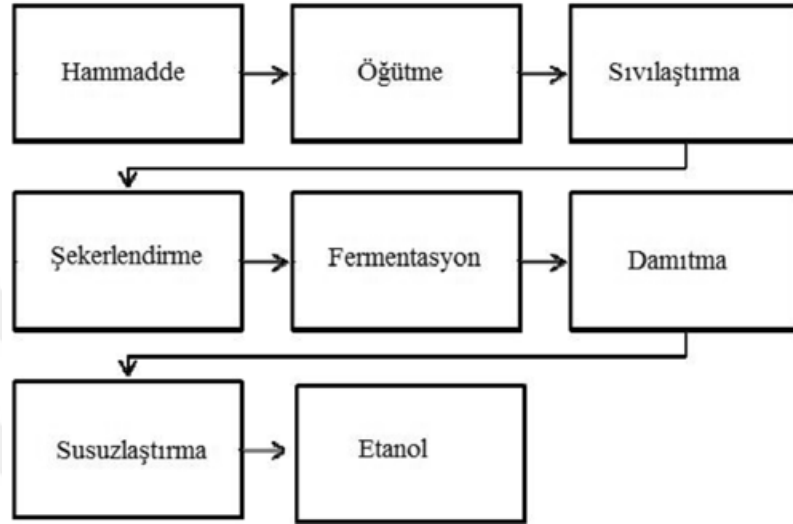 Hammadde
Öğütme
Sıvılaştırma
Şekerlendirme
Fermentasyon
Damıtma
Susuzlaştırma
Etanol